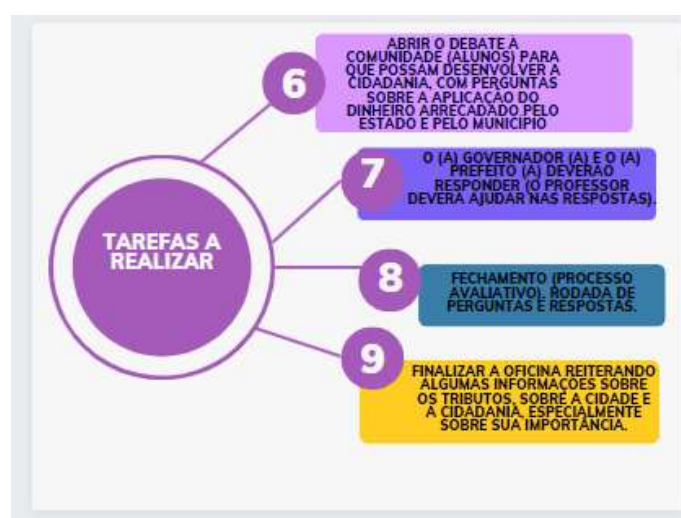 TAREFAS A
REALIZAR
6
ABRIR O DEBATE À
COMUNIDADE (ALUNOS) PARA
QUE POSSAM DESENVOLVER A
CIDADANIA, COM PERGUNTAS
SOBRE A APLICAÇÃO DO
DINHEIRO ARRECADADO PELO
ESTADO E PELO MUNICÍPIO
7
O (A) GOVERNADOR (A) E O (A)
PREFEITO (A) DEVERÃO
RESPONDER (O PROFESSOR
DEVERÁ AJUDAR NAS RESPOSTAS).
8
FECHAMENTO (PROCESSO
AVALIATIVO). RODADA DE
PERGUNTAS E RESPOSTAS.
9
FINALIZAR A OFICINA REITERANDO
ALGUMAS INFORMAÇÕES SOBRE
OS TRIBUTOS, SOBRE A CIDADE E
A CIDADANIA, ESPECIALMENTE
SOBRE SUA IMPORTÂNCIA.